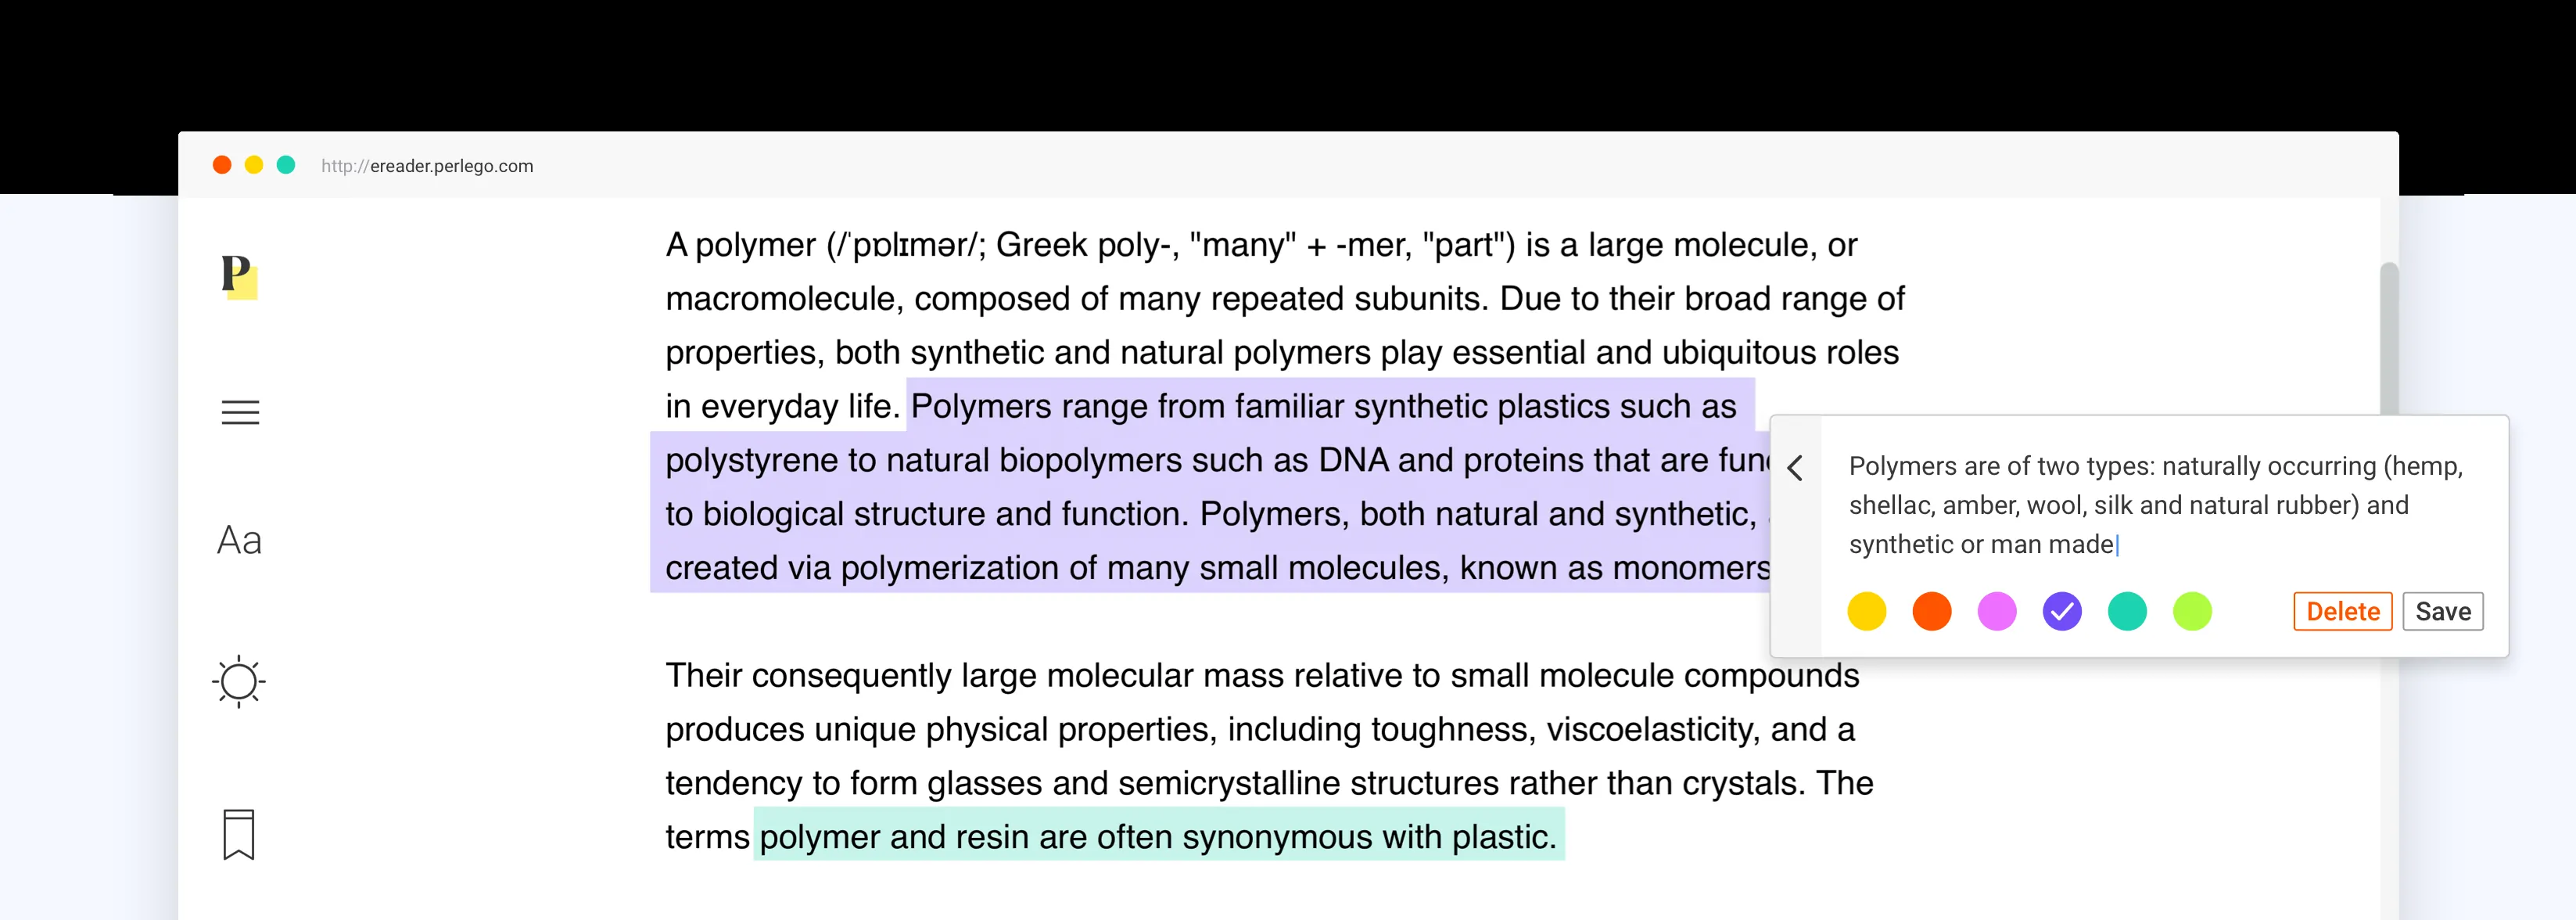 http://ereader.perlego.com
P
A polymer (/ˈpɒlɪmər/; Greek poly-, "many" + -mer, "part") is a large molecule, or
macromolecule, composed of many repeated subunits. Due to their broad range of
properties, both synthetic and natural polymers play essential and ubiquitous roles
in everyday life. Polymers range from familiar synthetic plastics such as
polystyrene to natural biopolymers such as DNA and proteins that are
to biological structure and function. Polymers, both natural and synthetic,
created via polymerization of many small molecules, known as monomers
Polymers are of two types: naturally occurring (hemp,
shellac, amber, wool, silk and natural rubber) and
synthetic or man made
Delete Save
Aa
Their consequently large molecular mass relative to small molecule compounds
produces unique physical properties, including toughness, viscoelasticity, and a
tendency to form glasses and semicrystalline structures rather than crystals. The
terms polymer and resin are often synonymous with plastic.